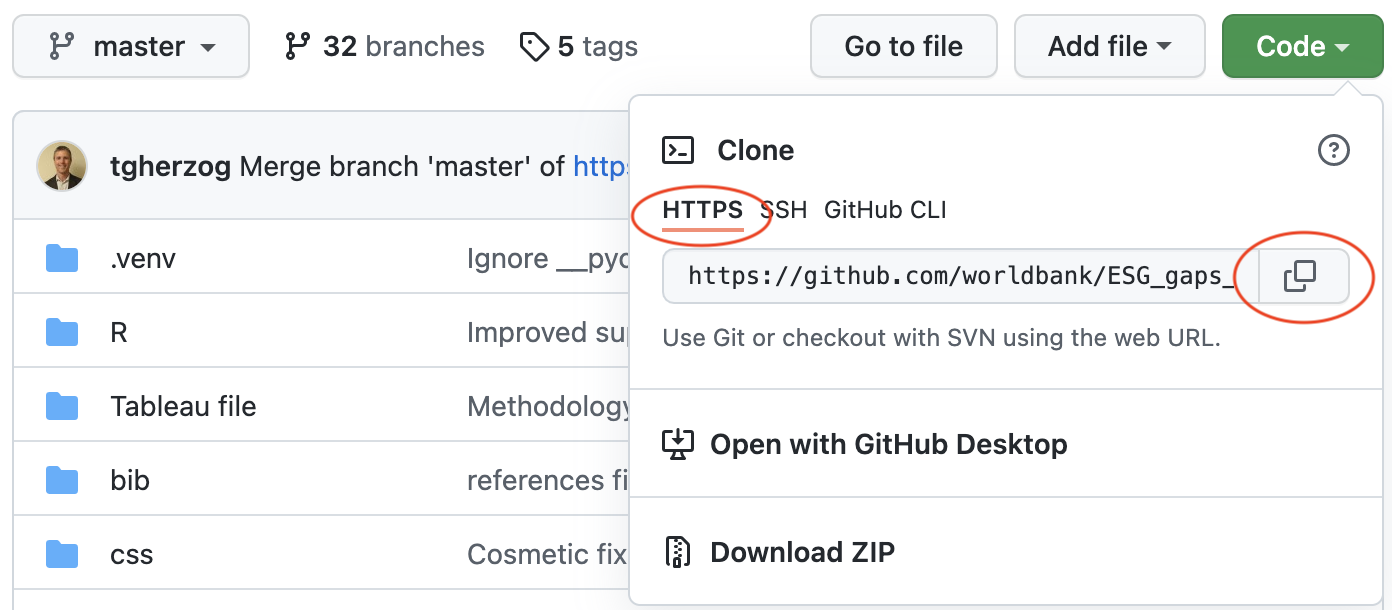 master 32 branches 5 tags Go to file Add file Code
tgherzog Merge branch 'master' of http
Clone
HTTPS SSH GitHub CLI
https://github.com/worldbank/ESG_gaps_
Use Git or checkout with SVN using the web URL.
Open with GitHub Desktop
Download ZIP
.venv Ignore __pyc
R Improved su
Tableau file Methodology
bib references fi
css Cosmetic fix